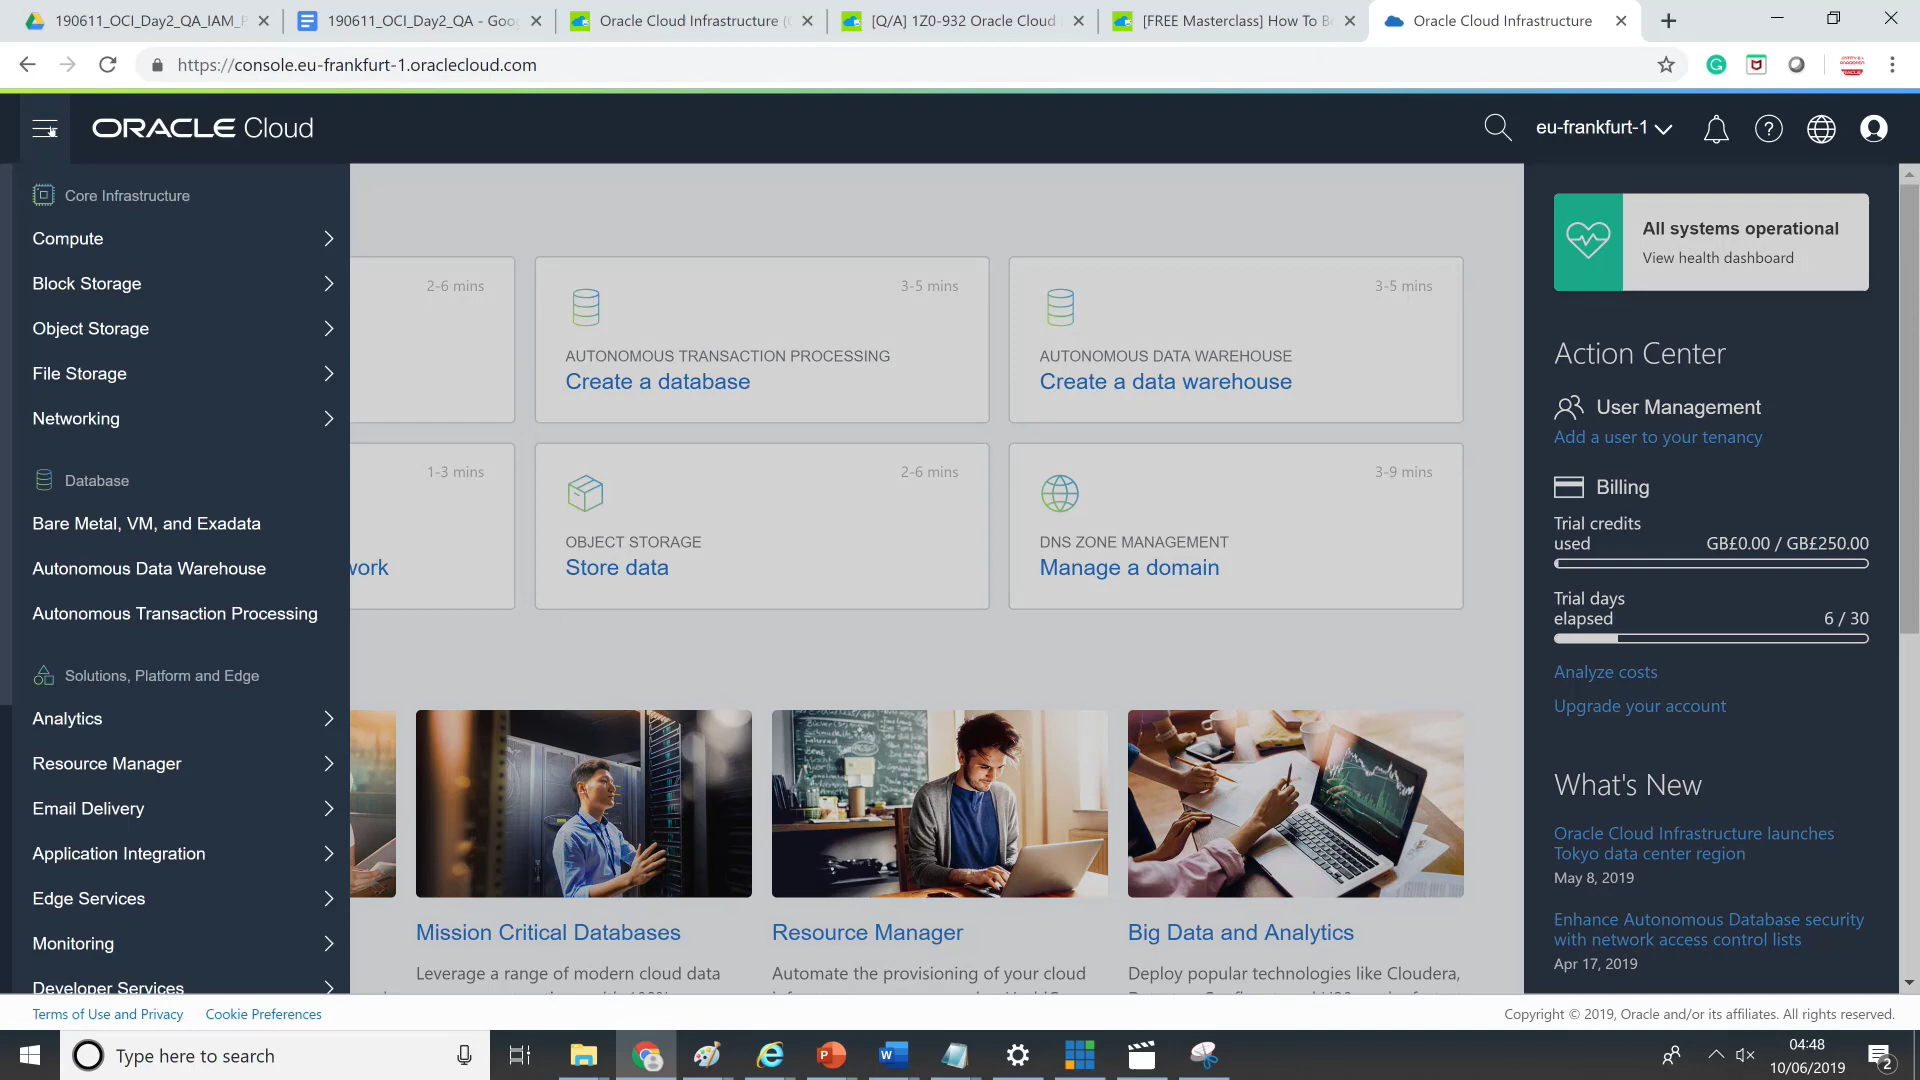 190611_OCI_Day2_QA_IAM_F
190611_OCI_Day2_QA - Goo
Oracle Cloud Infrastructure (
[Q/A] 1Z0-932 Oracle Cloud
[FREE Masterclass] How To B
Oracle Cloud Infrastructure
https://console.eu-frankfurt-1.oraclecloud.com
ORACLE Cloud
eu-frankfurt-1
Core Infrastructure
Compute
Block Storage
Object Storage
File Storage
Networking
Database
Bare Metal, VM, and Exadata
Autonomous Data Warehouse
Autonomous Transaction Processing
Solutions, Platform and Edge
Analytics
Resource Manager
Email Delivery
Application Integration
Edge Services
Monitoring
Developer Services
2-6 mins
3-5 mins
AUTONOMOUS TRANSACTION PROCESSING
Create a database
3-5 mins
AUTONOMOUS DATA WAREHOUSE
Create a data warehouse
1-3 mins
work
2-6 mins
OBJECT STORAGE
Store data
3-9 mins
DNS ZONE MANAGEMENT
Manage a domain
Mission Critical Databases
Leverage a range of modern cloud data
Resource Manager
Automate the provisioning of your cloud
Big Data and Analytics
Deploy popular technologies like Cloudera,
All systems operational
View health dashboard
Action Center
User Management
Add a user to your tenancy
Billing
Trial credits
used GB£0.00 / GB£250.00
Trial days
elapsed 6 / 30
Analyze costs
Upgrade your account
What's New
Oracle Cloud Infrastructure launches
Tokyo data center region
May 8, 2019
Enhance Autonomous Database security
with network access control lists
Apr 17, 2019
Terms of Use and Privacy
Cookie Preferences
Copyright © 2019, Oracle and/or its affiliates. All rights reserved.
Type here to search
04:48
10/06/2019
2